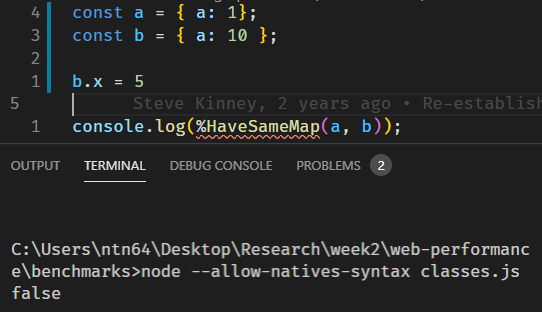 4 const a = { a: 1};
3 const b = { a: 10 };
2
1 b.x = 5
5 Steve Kinney, 2 years ago • Re-establish
1 console.log(%HaveSameMap(a, b));
OUTPUT TERMINAL DEBUG CONSOLE PROBLEMS 2
C:\Users\ntn64\Desktop\Research\week2\web-performanc
e\benchmarks>node --allow-natives-syntax classes.js
false